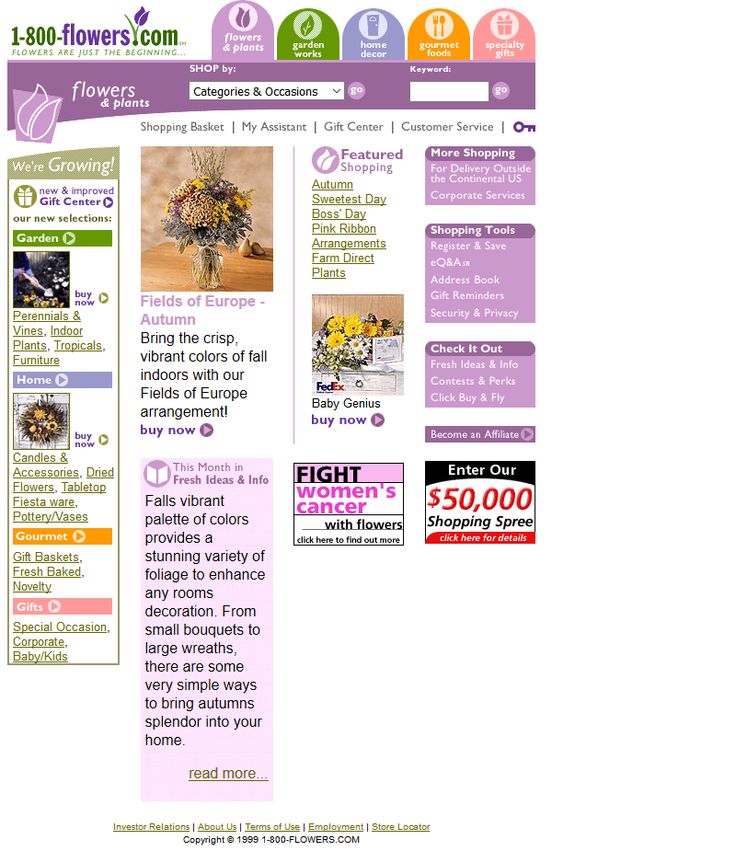 1-800-flowers.com SM
FLOWERS ARE JUST THE BEGINNING...
flowers
& plants
garden
works
home
decor
gourmet
foods
specialty
gifts
flowers
& plants
SHOP by:
Categories & Occasions
go
Keyword:
go
Shopping Basket | My Assistant | Gift Center | Customer Service |
We're Growing!
new & improved
Gift Center
our new selections:
Garden
buy
now
Perennials &
Vines, Indoor
Plants, Tropicals,
Furniture
Home
buy
now
Candles &
Accessories, Dried
Flowers, Tabletop
Fiesta ware,
Pottery/Vases
Gourmet
Gift Baskets,
Fresh Baked,
Novelty
Gifts
Special Occasion,
Corporate,
Baby/Kids
Fields of Europe -
Autumn
Bring the crisp,
vibrant colors of fall
indoors with our
Fields of Europe
arrangement!
buy now
This Month in
Fresh Ideas & Info
Falls vibrant
palette of colors
provides a
stunning variety of
foliage to enhance
any rooms
decoration. From
small bouquets to
large wreaths,
there are some
very simple ways
to bring autumns
splendor into your
home.
read more...
Featured
Shopping
Autumn
Sweetest Day
Boss' Day
Pink Ribbon
Arrangements
Farm Direct
Plants
FedEx
Baby Genius
buy now
FIGHT
women's
cancer
with flowers
click here to find out more
More Shopping
For Delivery Outside
the Continental US
Corporate Services
Shopping Tools
Register & Save
eQ&A SM
Address Book
Gift Reminders
Security & Privacy
Check It Out
Fresh Ideas & Info
Contests & Perks
Click Buy & Fly
Become an Affiliate
Enter Our
$50,000
Shopping Spree
click here for details
Investor Relations | About Us | Terms of Use | Employment | Store Locator
Copyright © 1999 1-800-FLOWERS.COM